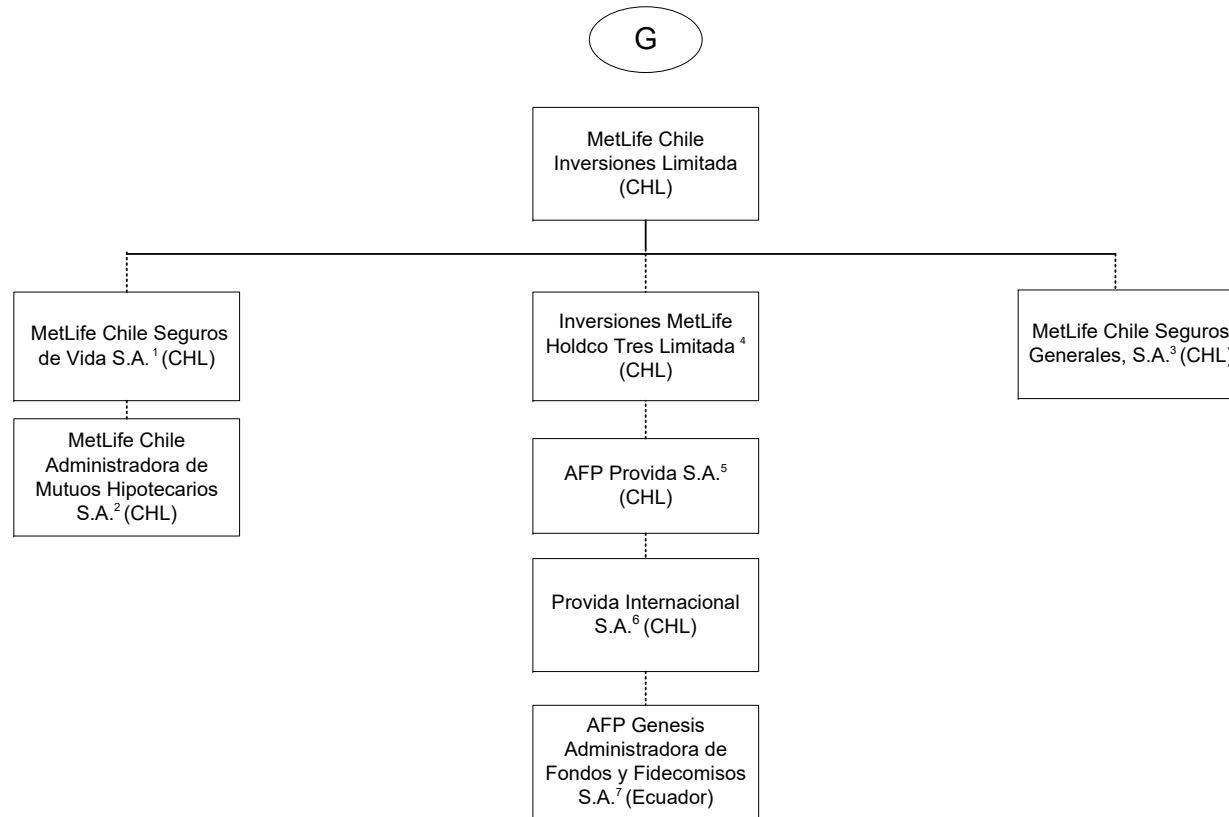 G
MetLife Chile
Inversiones Limitada
(CHL)
MetLife Chile Seguros
de Vida S.A.¹ (CHL)
Inversiones MetLife
Holdco Tres Limitada ⁴
(CHL)
MetLife Chile Seguros
Generales, S.A.³ (CHL)
MetLife Chile
Administradora de
Mutuos Hipotecarios
S.A.² (CHL)
AFP Provida S.A.⁵
(CHL)
Provida Internacional
S.A.⁶ (CHL)
AFP Genesis
Administradora de
Fondos y Fidecomisos
S.A.⁷ (Ecuador)